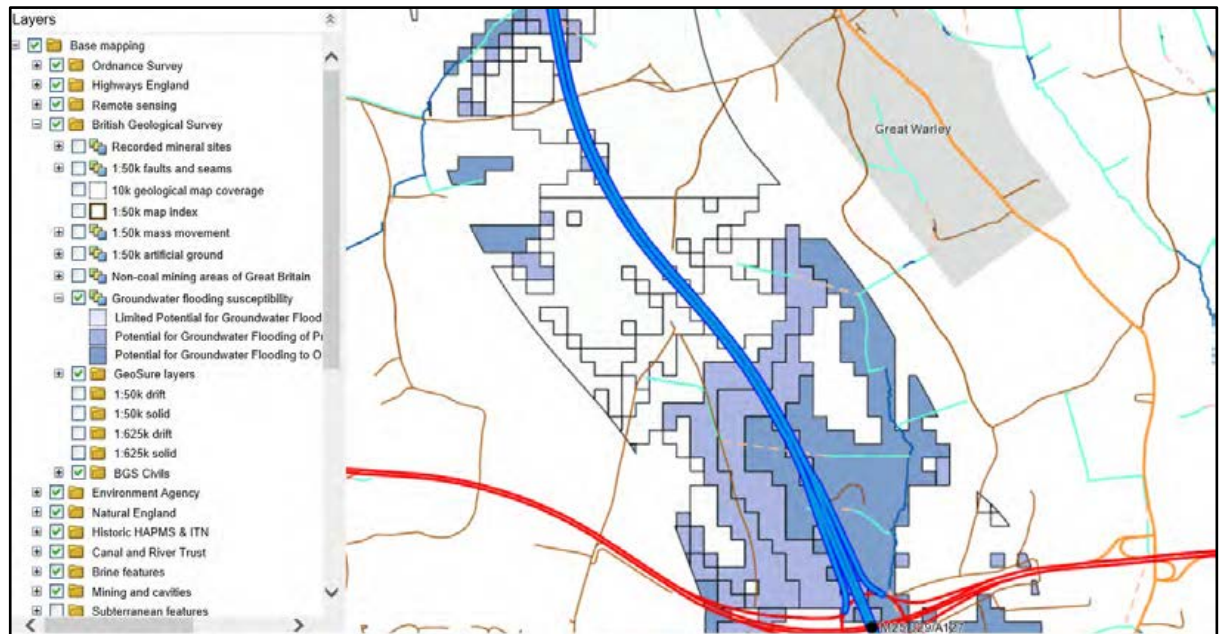 Layers
Base mapping
Ordnance Survey
Highways England
Remote sensing
British Geological Survey
Recorded mineral sites
1:50k faults and seams
10k geological map coverage
1:50k map index
1:50k mass movement
1:50k artificial ground
Non-coal mining areas of Great Britain
Groundwater flooding susceptibility
Limited Potential for Groundwater Flood
Potential for Groundwater Flooding of Pr
Potential for Groundwater Flooding to O
GeoSure layers
1:50k drift
1:50k solid
1:625k drift
1:625k solid
BGS Civils
Environment Agency
Natural England
Historic HAPMS & ITN
Canal and River Trust
Brine features
Mining and cavities
Subterranean features
Great Warley
M25 J29/A127